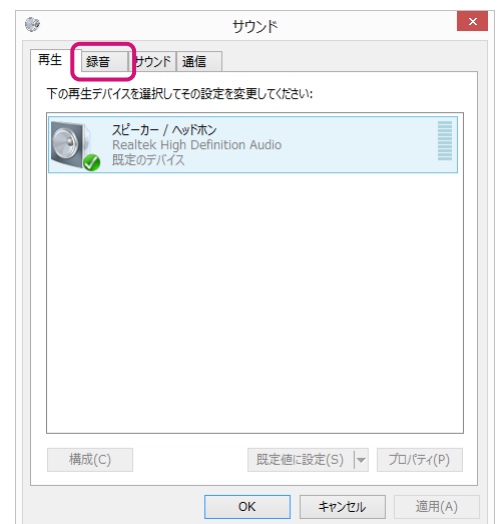 サウンド
再生 録音 サウンド 通信
下の再生デバイスを選択してその設定を変更してください:
スピーカー / ヘッドホン
Realtek High Definition Audio
既定のデバイス
構成(C) 既定値に設定(S) プロパティ(P)
OK キャンセル 適用(A)